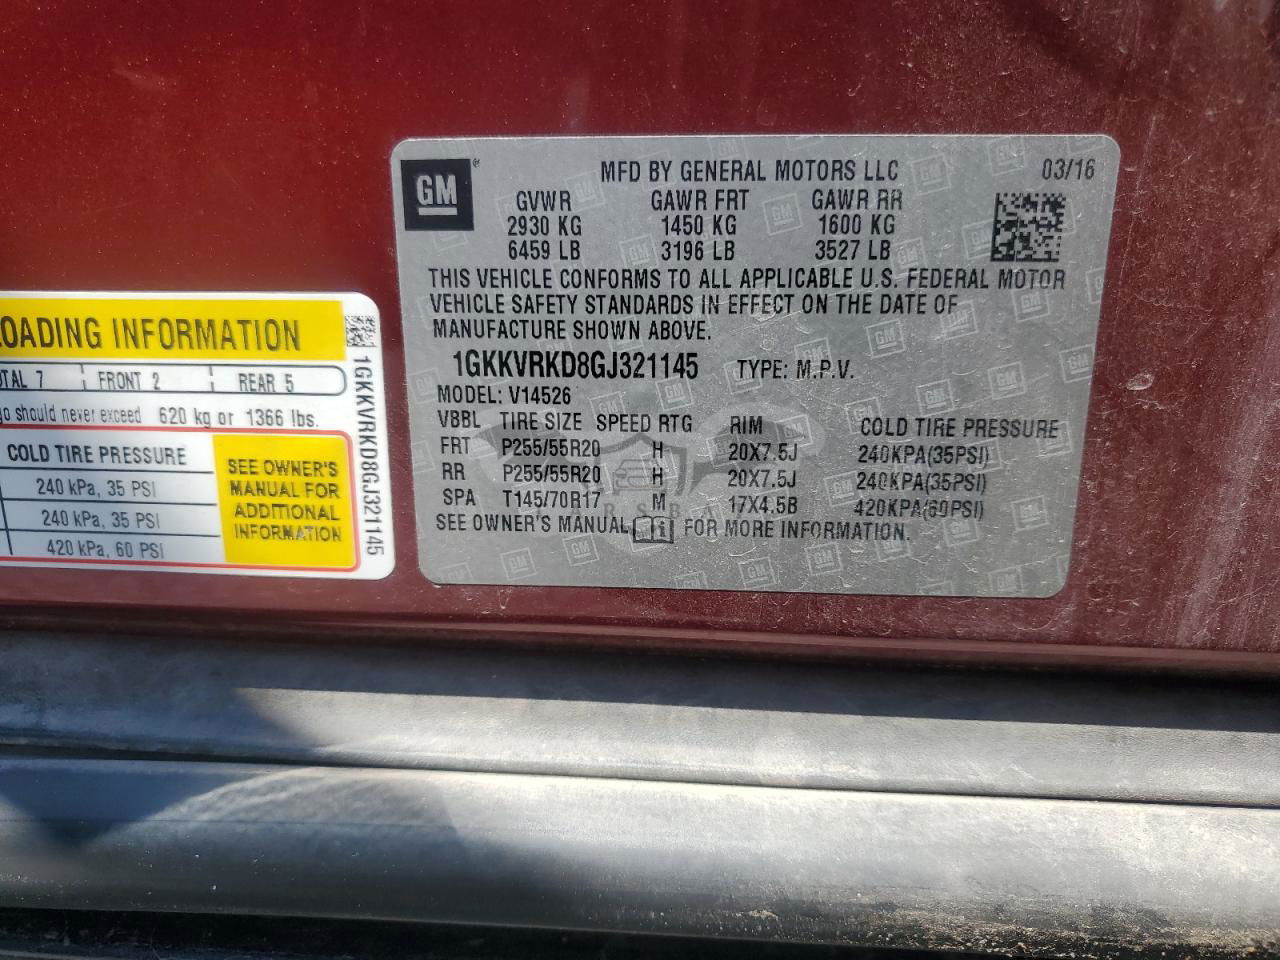 LOADING INFORMATION
TOTAL 7 FRONT 2 REAR 5
go should never exceed 620 kg or 1366 lbs.
COLD TIRE PRESSURE
240 kPa, 35 PSI
240 kPa, 35 PSI
420 kPa, 60 PSI
SEE OWNER'S
MANUAL FOR
ADDITIONAL
INFORMATION
1GKKVRKD8GJ321145
GM ®
MFD BY GENERAL MOTORS LLC 03/16
GVWR GAWR FRT GAWR RR
2930 KG 1450 KG 1600 KG
6459 LB 3196 LB 3527 LB
THIS VEHICLE CONFORMS TO ALL APPLICABLE U.S. FEDERAL MOTOR
VEHICLE SAFETY STANDARDS IN EFFECT ON THE DATE OF
MANUFACTURE SHOWN ABOVE.
1GKKVRKD8GJ321145 TYPE: M.P.V.
MODEL: V14526
VBBL TIRE SIZE SPEED RTG RIM COLD TIRE PRESSURE
FRT P255/55R20 H 20X7.5J 240KPA(35PSI)
RR P255/55R20 H 20X7.5J 240KPA(35PSI)
SPA T145/70R17 M 17X4.5B 420KPA(60PSI)
SEE OWNER'S MANUAL FOR MORE INFORMATION.